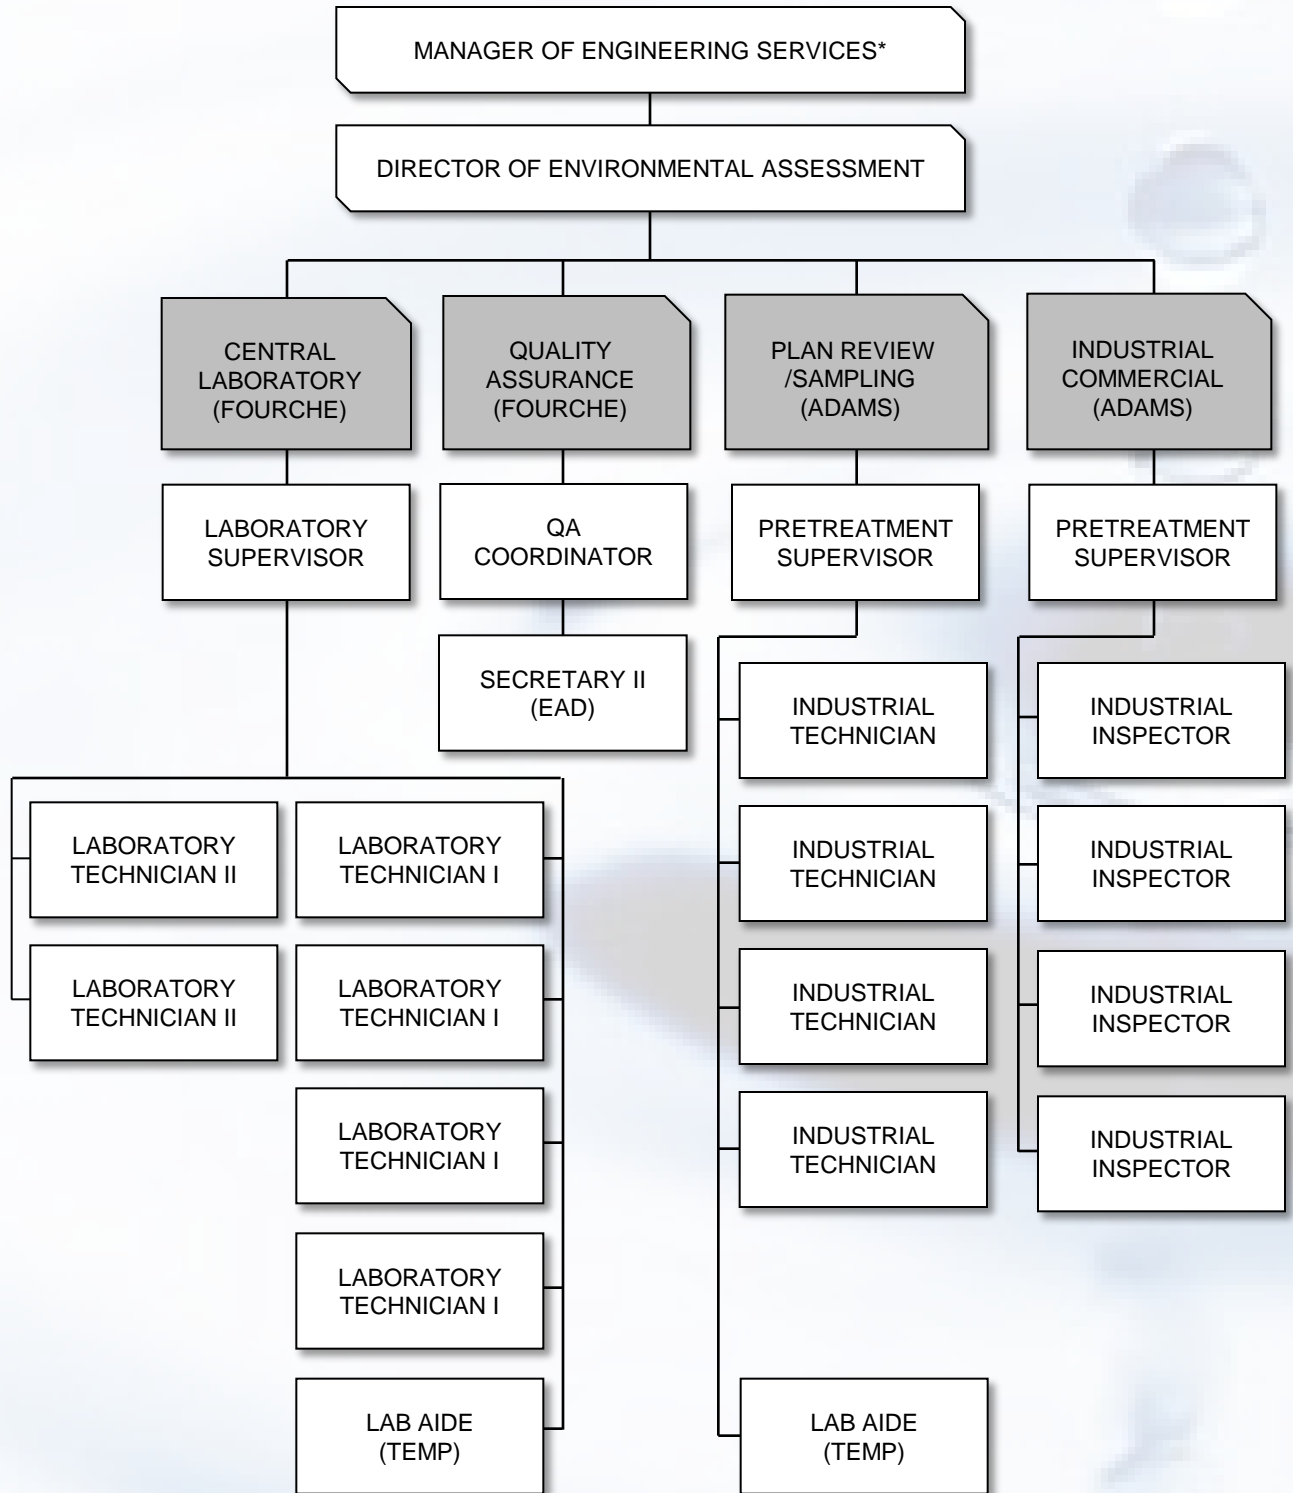 MANAGER OF ENGINEERING SERVICES*
DIRECTOR OF ENVIRONMENTAL ASSESSMENT
CENTRAL
LABORATORY
(FOURCHE)
QUALITY
ASSURANCE
(FOURCHE)
PLAN REVIEW
/SAMPLING
(ADAMS)
INDUSTRIAL
COMMERCIAL
(ADAMS)
LABORATORY
SUPERVISOR
QA
COORDINATOR
PRETREATMENT
SUPERVISOR
PRETREATMENT
SUPERVISOR
SECRETARY II
(EAD)
INDUSTRIAL
TECHNICIAN
INDUSTRIAL
INSPECTOR
LABORATORY
TECHNICIAN II
LABORATORY
TECHNICIAN I
INDUSTRIAL
TECHNICIAN
INDUSTRIAL
INSPECTOR
LABORATORY
TECHNICIAN II
LABORATORY
TECHNICIAN I
INDUSTRIAL
TECHNICIAN
INDUSTRIAL
INSPECTOR
LABORATORY
TECHNICIAN I
INDUSTRIAL
TECHNICIAN
INDUSTRIAL
INSPECTOR
LABORATORY
TECHNICIAN I
LAB AIDE
(TEMP)
LAB AIDE
(TEMP)